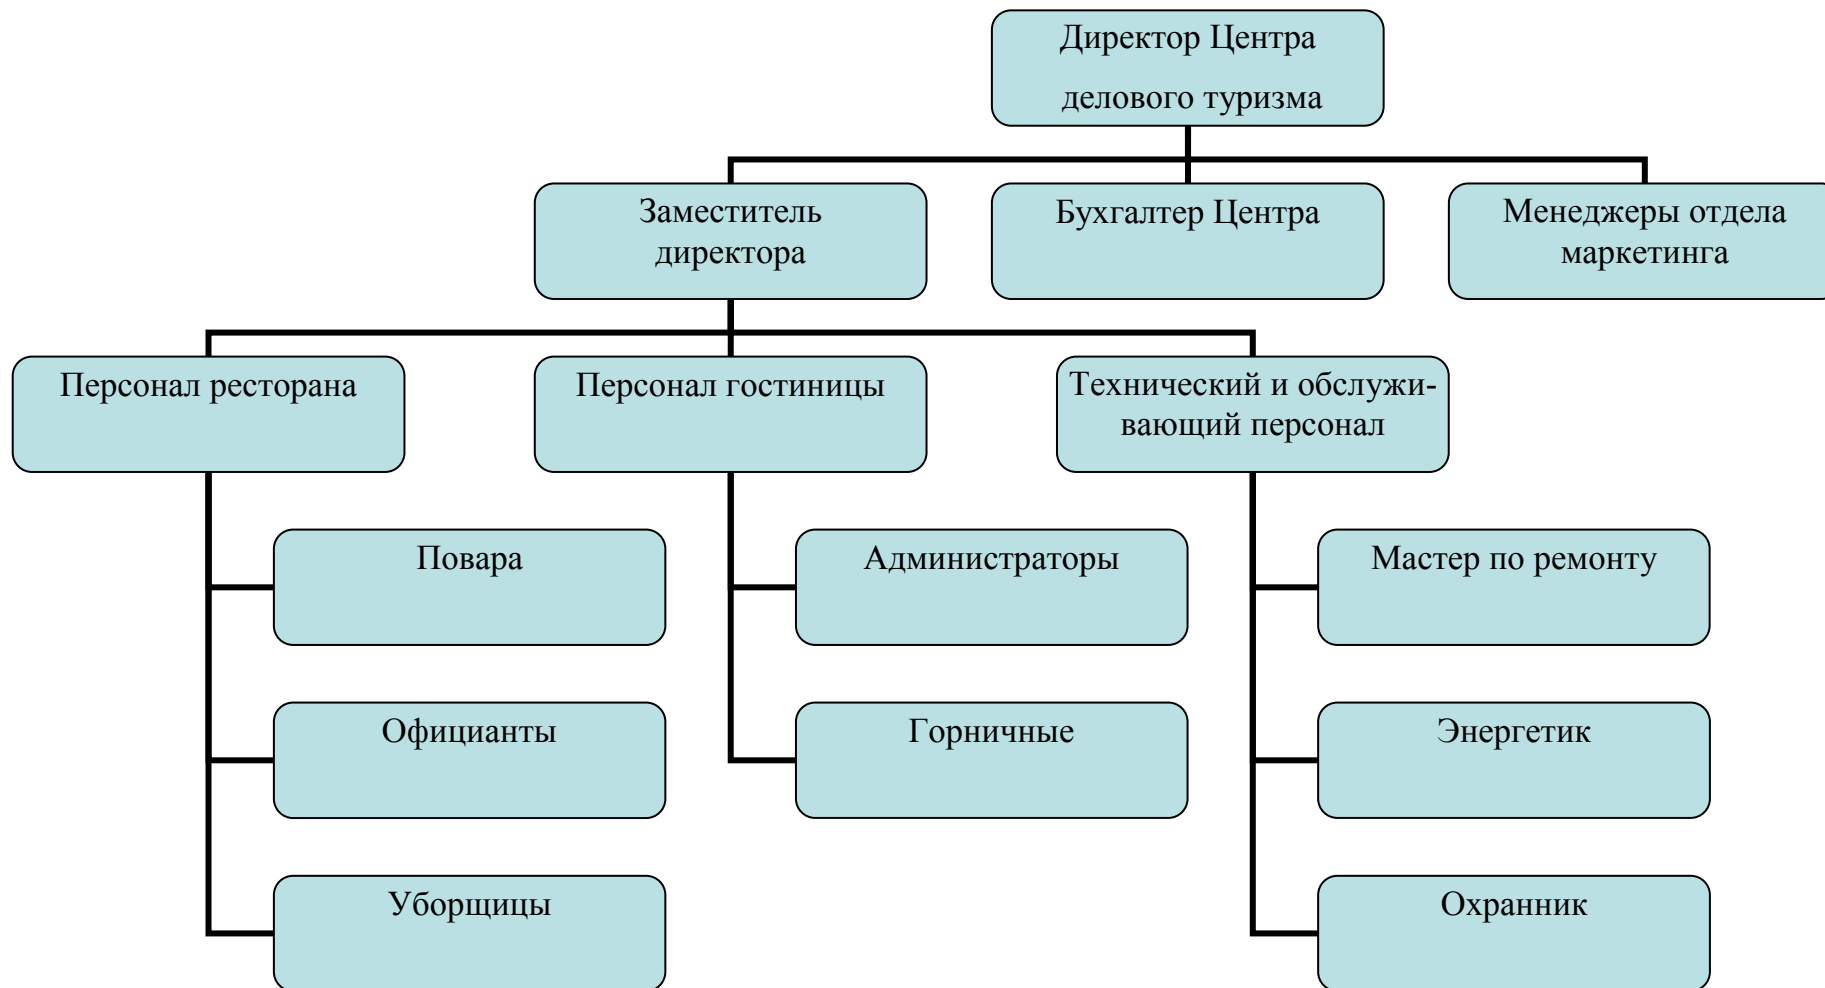 Директор Центра
делового туризма
Заместитель
директора
Бухгалтер Центра
Менеджеры отдела
маркетинга
Персонал ресторана
Персонал гостиницы
Технический и обслужи-
вающий персонал
Повара
Администраторы
Мастер по ремонту
Официанты
Горничные
Энергетик
Уборщицы
Охранник